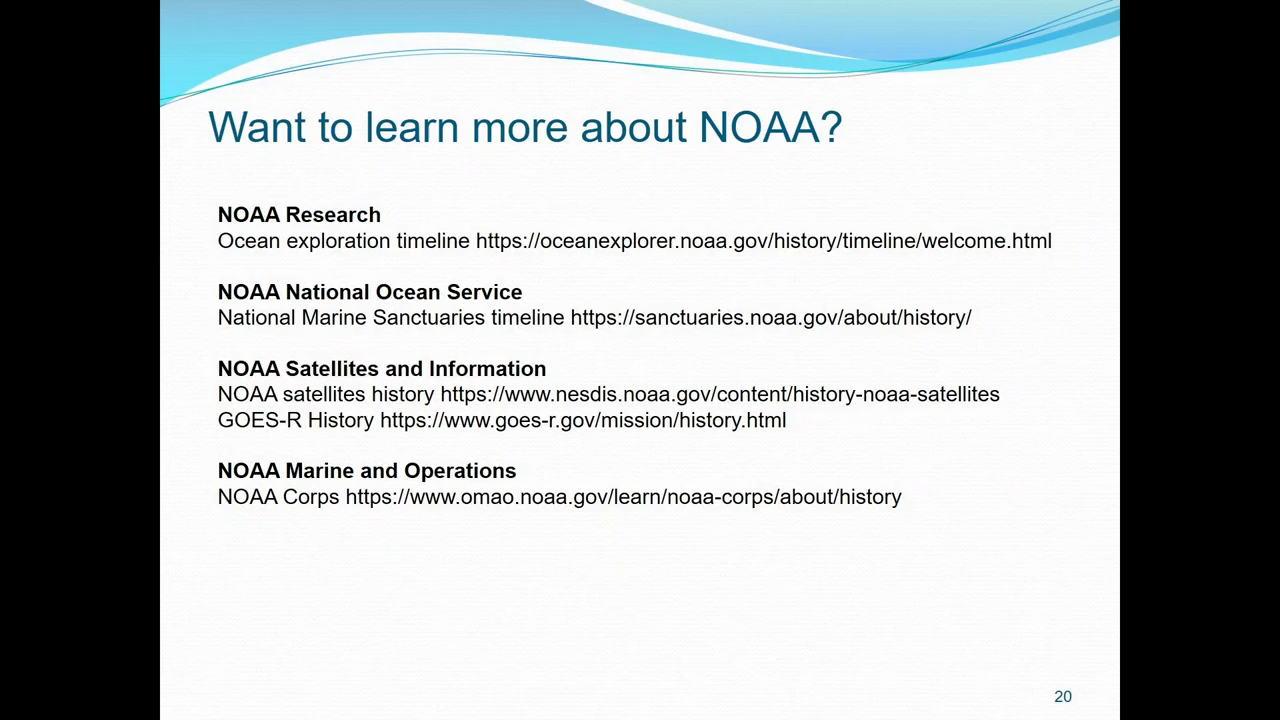 Want to learn more about NOAA?
NOAA Research
Ocean exploration timeline https://oceanexplorer.noaa.gov/history/timeline/welcome.html
NOAA National Ocean Service
National Marine Sanctuaries timeline https://sanctuaries.noaa.gov/about/history/
NOAA Satellites and Information
NOAA satellites history https://www.nesdis.noaa.gov/content/history-noaa-satellites
GOES-R History https://www.goes-r.gov/mission/history.html
NOAA Marine and Operations
NOAA Corps https://www.omao.noaa.gov/learn/noaa-corps/about/history
20